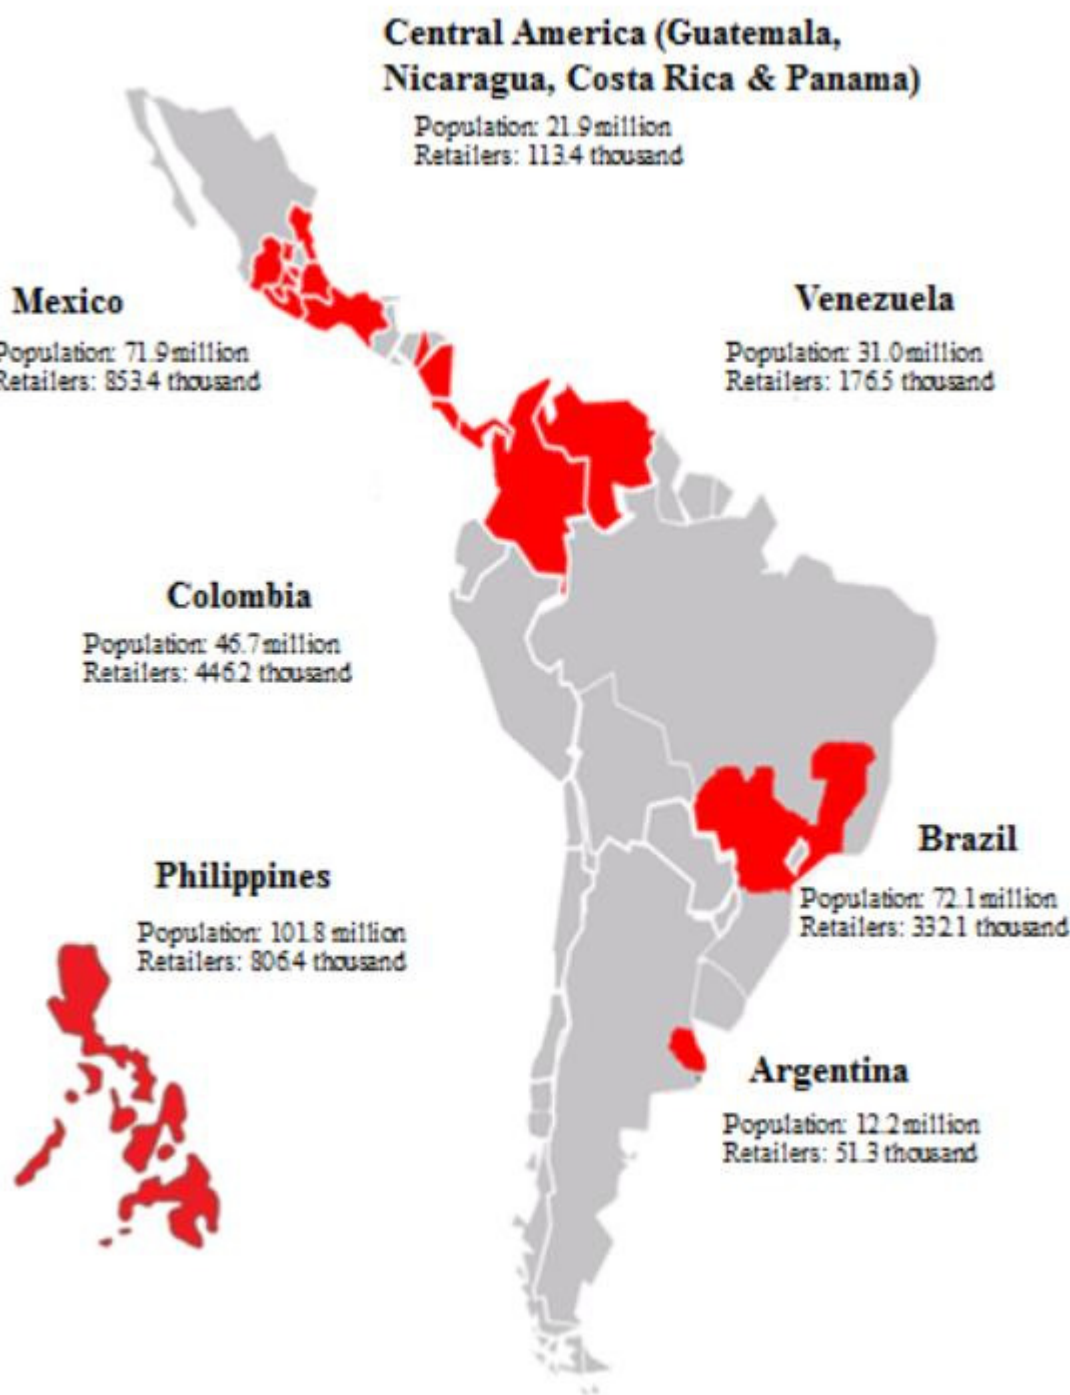 Central America (Guatemala,
Nicaragua, Costa Rica & Panama)
Population: 21.9 million
Retailers: 113.4 thousand
Mexico
Population: 71.9 million
Retailers: 853.4 thousand
Venezuela
Population: 31.0 million
Retailers: 176.5 thousand
Colombia
Population: 46.7 million
Retailers: 446.2 thousand
Brazil
Population: 72.1 million
Retailers: 332.1 thousand
Philippines
Population: 101.8 million
Retailers: 806.4 thousand
Argentina
Population: 12.2 million
Retailers: 51.3 thousand